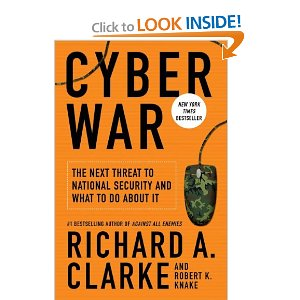 Click to
LOOK INSIDE!
CYBER
WAR
NEW YORK
TIMES
BESTSELLER
THE NEXT THREAT TO
NATIONAL SECURITY AND
WHAT TO DO ABOUT IT
#1 BESTSELLING AUTHOR OF AGAINST ALL ENEMIES
RICHARD A.
CLARKE
AND
ROBERT K.
KNAKE